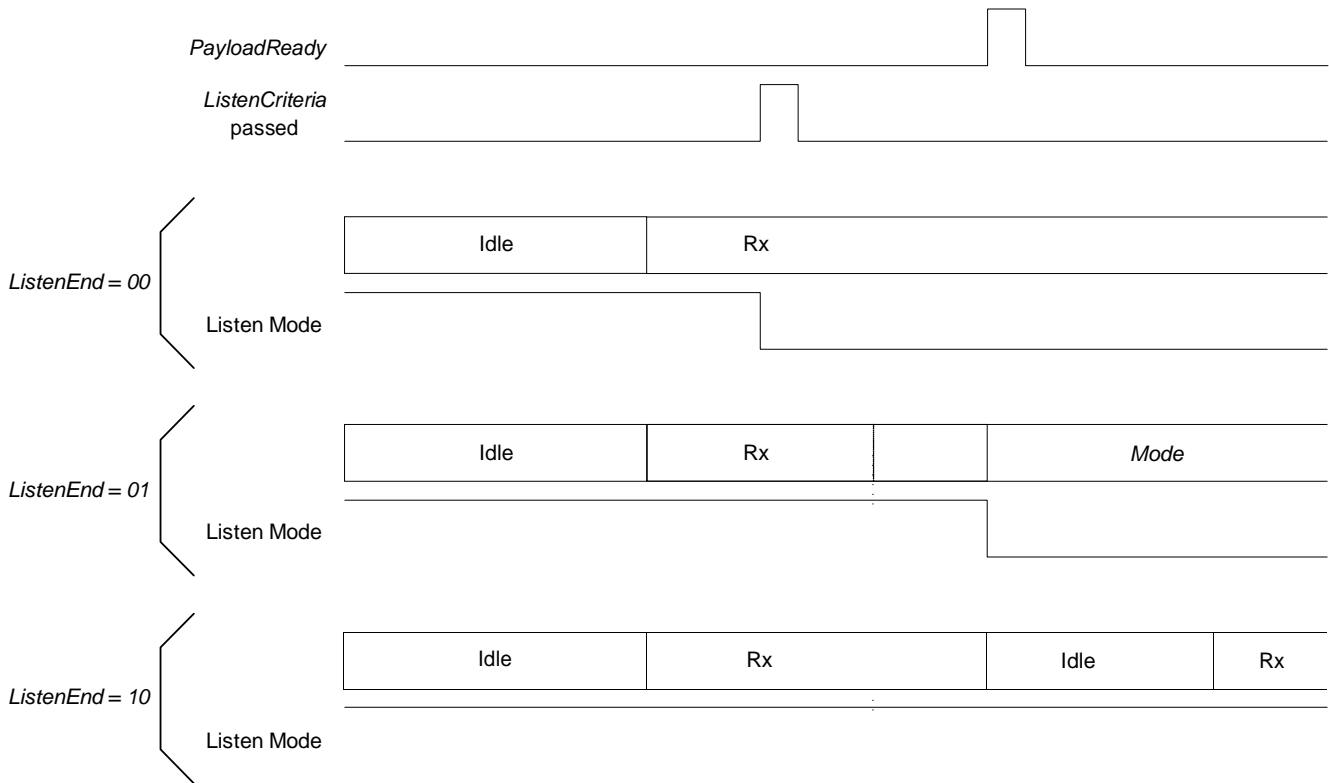 PayloadReady
ListenCriteria
passed
Idle
Rx
ListenEnd = 00
Listen Mode
Idle
Rx
Mode
ListenEnd = 01
Listen Mode
Idle
Rx
Idle
Rx
ListenEnd = 10
Listen Mode